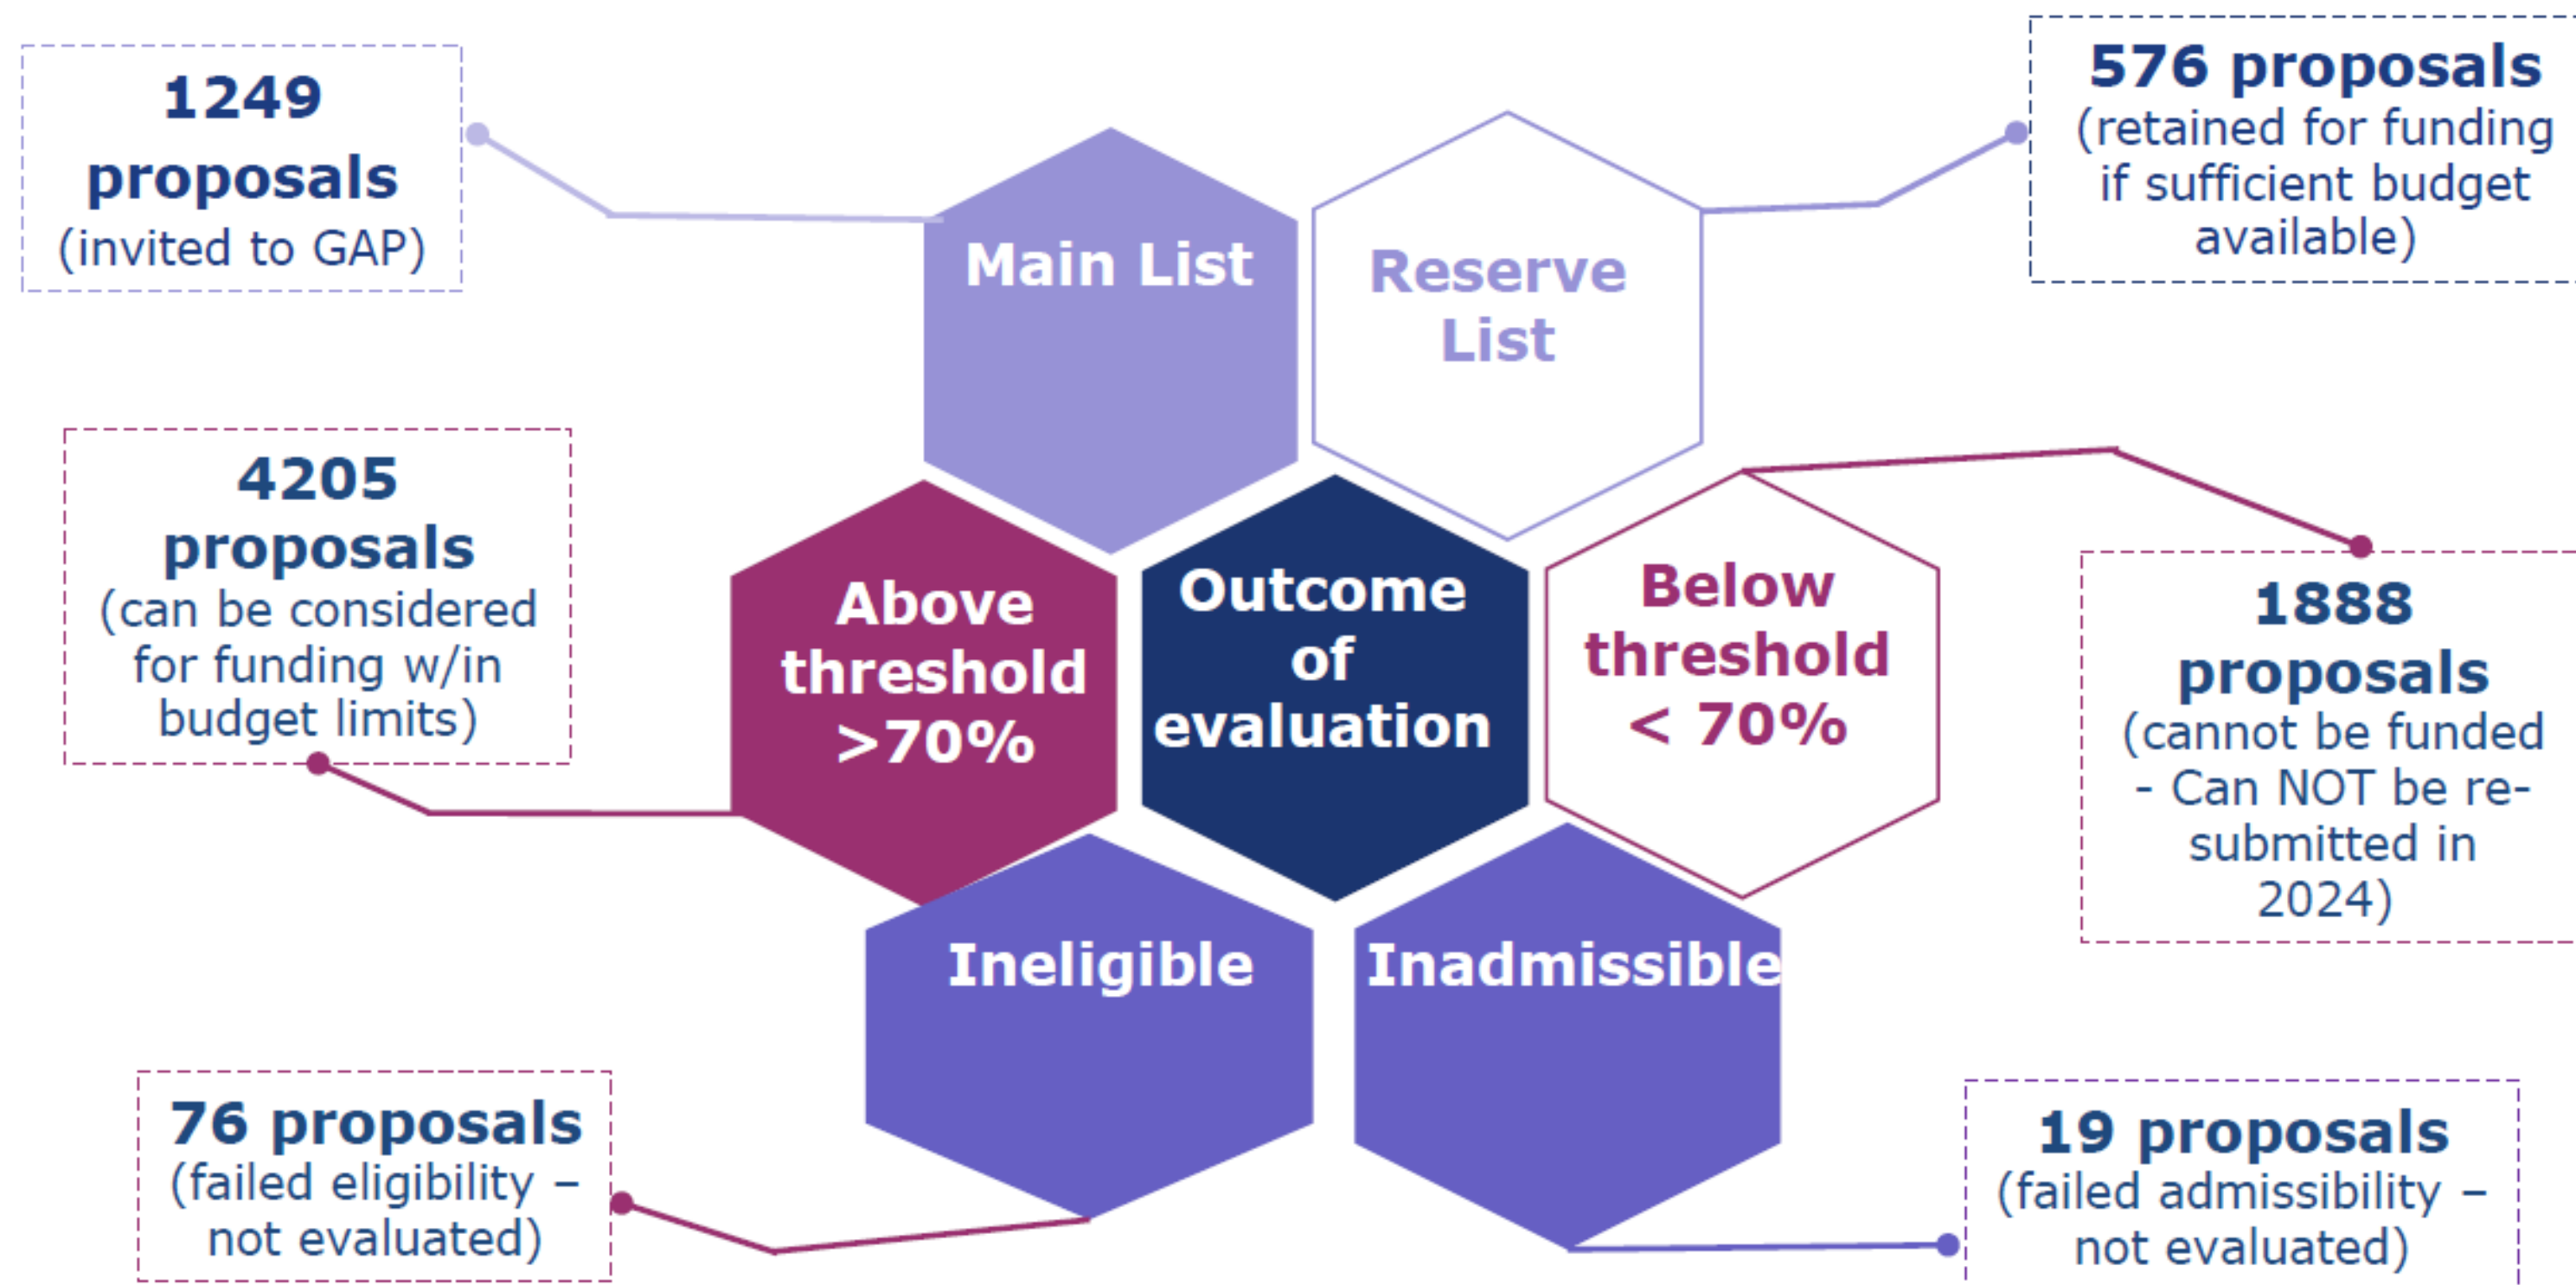 1249
proposals
(invited to GAP)
Main List
Reserve
List
576 proposals
(retained for funding
if sufficient budget
available)
4205
proposals
(can be considered
for funding w/in
budget limits)
Above
threshold
>70%
Outcome
of
evaluation
Below
threshold
< 70%
1888
proposals
(cannot be funded
- Can NOT be re-
submitted in
2024)
Ineligible
Inadmissible
76 proposals
(failed eligibility –
not evaluated)
19 proposals
(failed admissibility –
not evaluated)